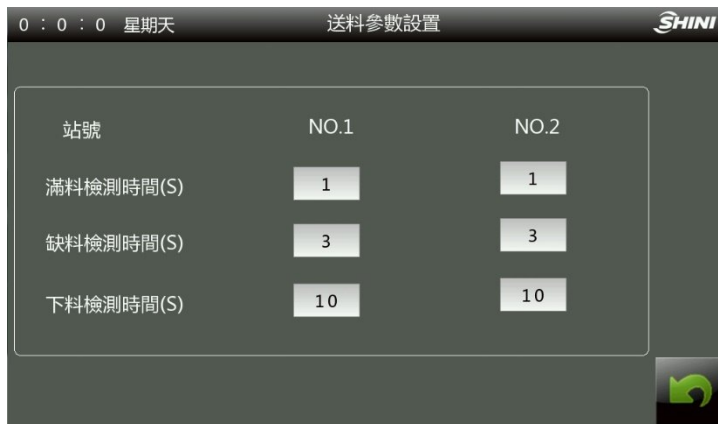 0 : 0 : 0 星期天 送料參數設置 SHINI
站號 NO.1 NO.2
滿料檢測時間(S) 1 1
缺料檢測時間(S) 3 3
下料檢測時間(S) 10 10